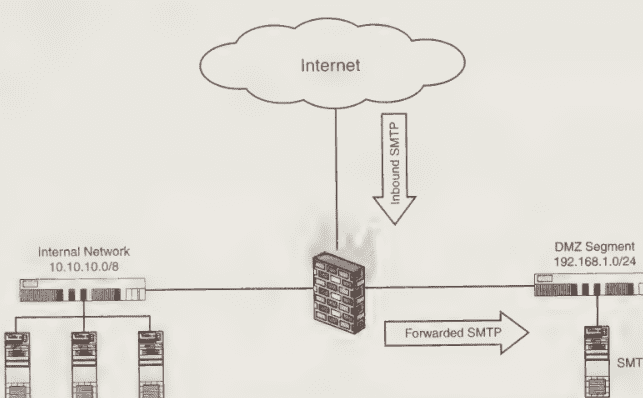 Internet
Inbound SMTP
Internal Network
10.10.10.0/8
DMZ Segment
192.168.1.0/24
Forwarded SMTP
SMT